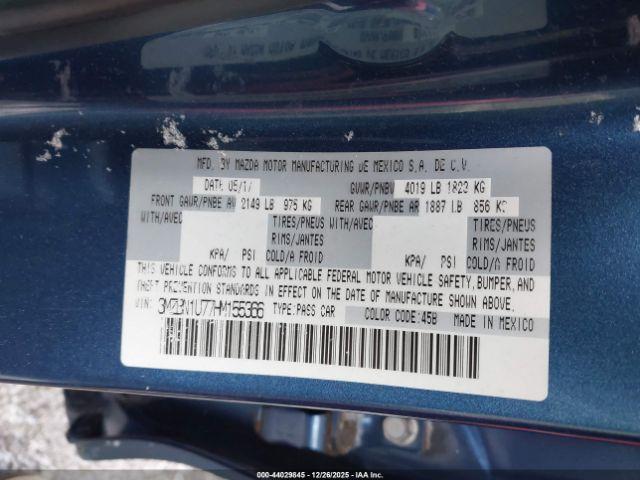 MFD. BY MAZDA MOTOR MANUFACTURING DE MEXICO S.A. DE C.V.
DATE 05/17 GVWR/PNBV 4019 LB 1823 KG
FRONT GAWR/PNBE AV 2149 LB 975 KG REAR GAWR/PNBE AR 1887 LB 856 KG
WITH/AVEC TIRES/PNEUS WITH/AVEC TIRES/PNEUS
RIMS/JANTES RIMS/JANTES
KPA/ PSI COLD/A FROID KPA/ PSI COLD/A FROID
THIS VEHICLE CONFORMS TO ALL APPLICABLE FEDERAL MOTOR VEHICLE SAFETY, BUMPER, AND
THEFT PREVENTION STANDARDS IN EFFECT ON THE DATE OF MANUFACTURE SHOWN ABOVE.
VIN: 3MZBN1U77HM155366 TYPE:PASS CAR COLOR CODE:45B MADE IN MEXICO
000-44029845 - 12/26/2025 - IAA Inc.